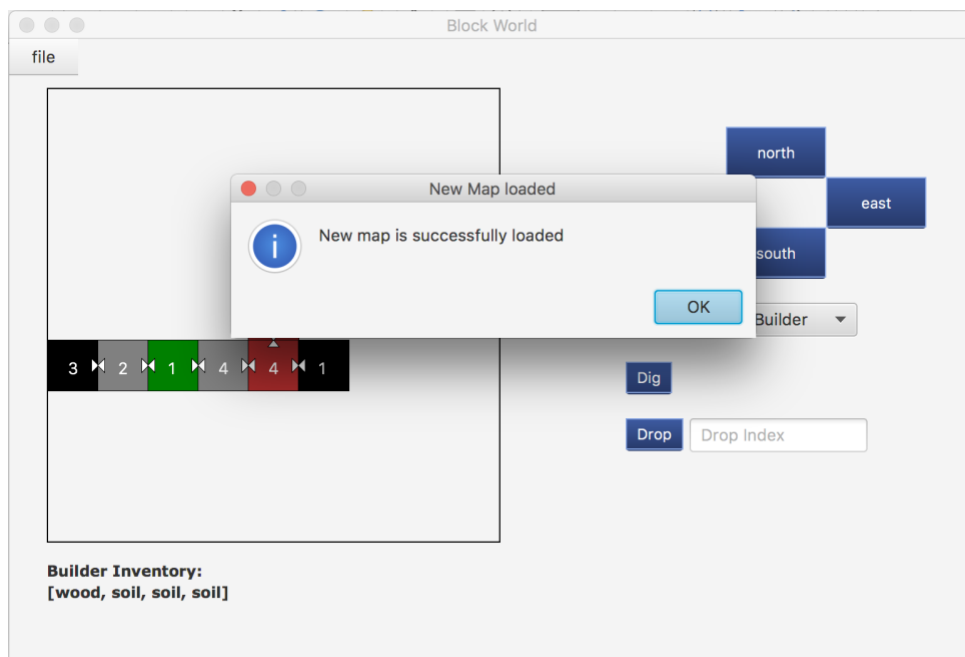 Block World
file
north
New Map loaded
east
New map is successfully loaded
south
OK
Builder
3 2 1 4 4 1
Dig
Drop Drop Index
Builder Inventory:
[wood, soil, soil, soil]